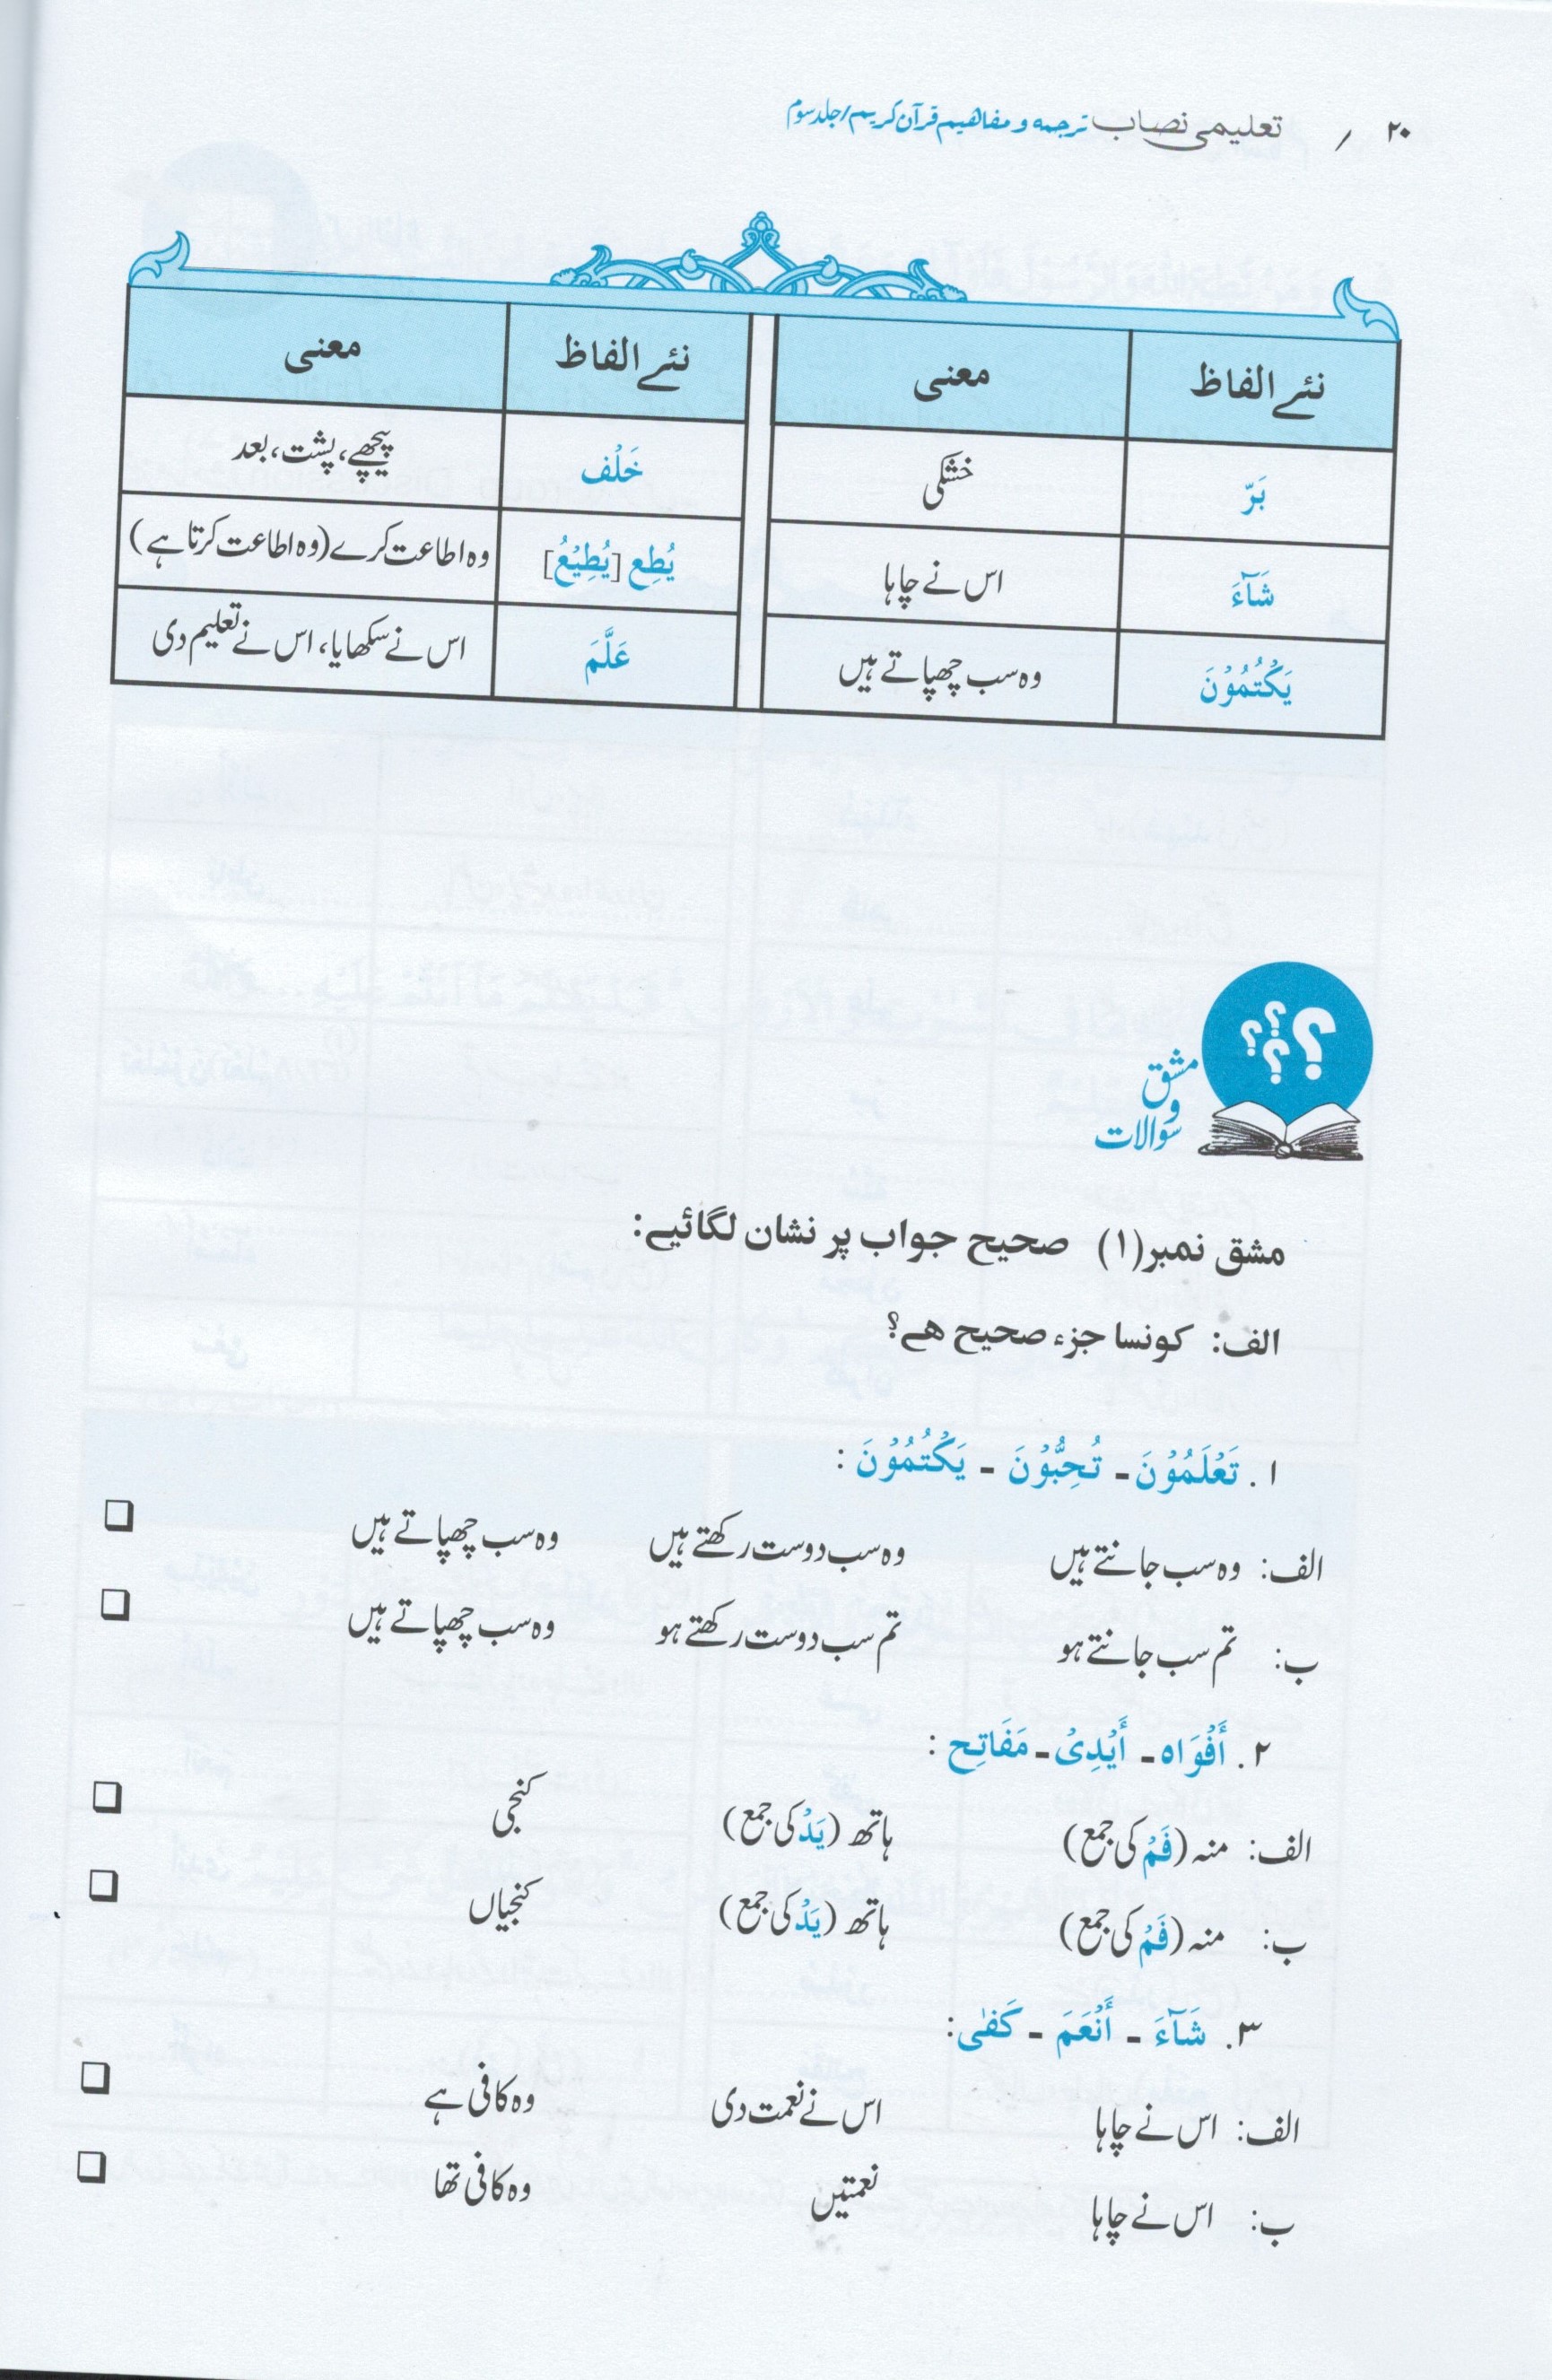 ۲۰ / تعلیمی نصاب ترجمہ و مفاہیم قرآن کریم/جلد سوم
نئے الفاظ معنی نئے الفاظ معنی
بَرّ خشکی خَلْف پیچھے، پشت، بعد
شَآءَ اس نے چاہا یُطِع [یُطِیْعُ] وہ اطاعت کرے (وہ اطاعت کرتا ہے)
یَکْتُمُوْنَ وہ سب چھپاتے ہیں عَلَّمَ اس نے سکھایا، اس نے تعلیم دی
؟؟؟؟
مشق
و
سوالات
مشق نمبر(۱) صحیح جواب پر نشان لگائیے:
الف: کونسا جزء صحیح ھے؟
۱. تَعْلَمُوْنَ - تُحِبُّوْنَ - یَکْتُمُوْنَ :
الف: وہ سب جانتے ہیں وہ سب دوست رکھتے ہیں وہ سب چھپاتے ہیں
ب: تم سب جانتے ہو تم سب دوست رکھتے ہو وہ سب چھپاتے ہیں
۲. أَفْوَاہ - أَیْدِیْ - مَفَاتِح :
الف: منہ (فَمْ کی جمع) ہاتھ (یَدْ کی جمع) کنجی
ب: منہ (فَمْ کی جمع) ہاتھ (یَدْ کی جمع) کنجیاں
۳. شَآءَ - أَنْعَمَ - کَفٰی:
الف: اس نے چاہا اس نے نعمت دی وہ کافی ہے
ب: اس نے چاہا نعمتیں وہ کافی تھا